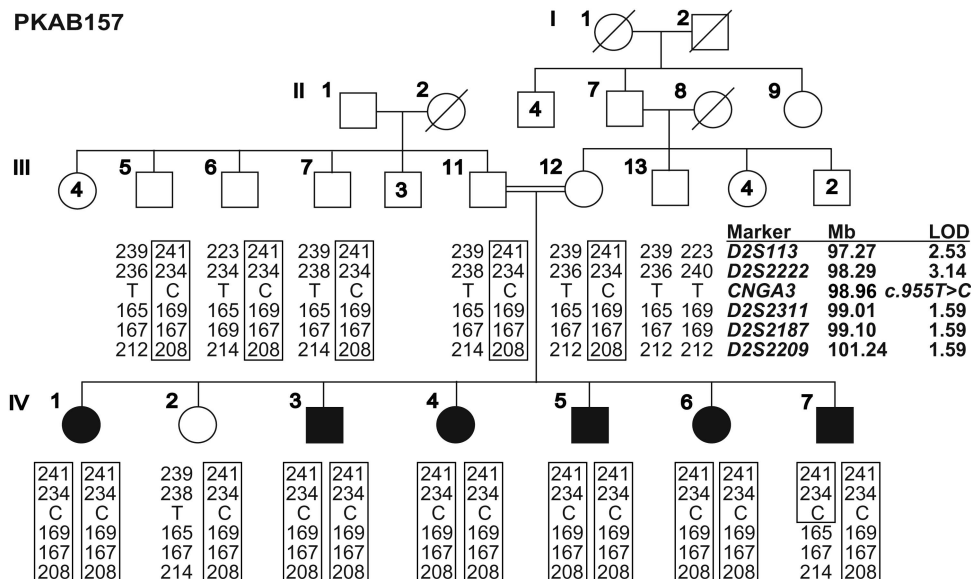 PKAB157
I 1 2
II 1 2 4 7 8 9
III 4 5 6 7 3 11 12 13 4 2
Marker Mb LOD
239 241 223 241 239 241 239 241 239 241 239 223 D2S113 97.27 2.53
236 234 234 234 238 234 238 234 236 234 236 240 D2S2222 98.29 3.14
T C T C T C T C T C T T CNGA3 98.96 c.955T>C
165 169 165 169 165 169 165 169 165 169 165 169 D2S2311 99.01 1.59
167 167 169 167 167 167 167 167 167 167 167 167 D2S2187 99.10 1.59
212 208 214 208 214 208 214 208 212 208 212 212 D2S2209 101.24 1.59
IV 1 2 3 4 5 6 7
241 241 239 241 241 241 241 241 241 241 241 241 241 241
234 234 238 234 234 234 234 234 234 234 234 234 234 234
C C T C C C C C C C C C C C
169 169 165 169 169 169 169 169 169 169 169 169 165 169
167 167 167 167 167 167 167 167 167 167 167 167 167 167
208 208 214 208 208 208 208 208 208 208 208 208 214 208